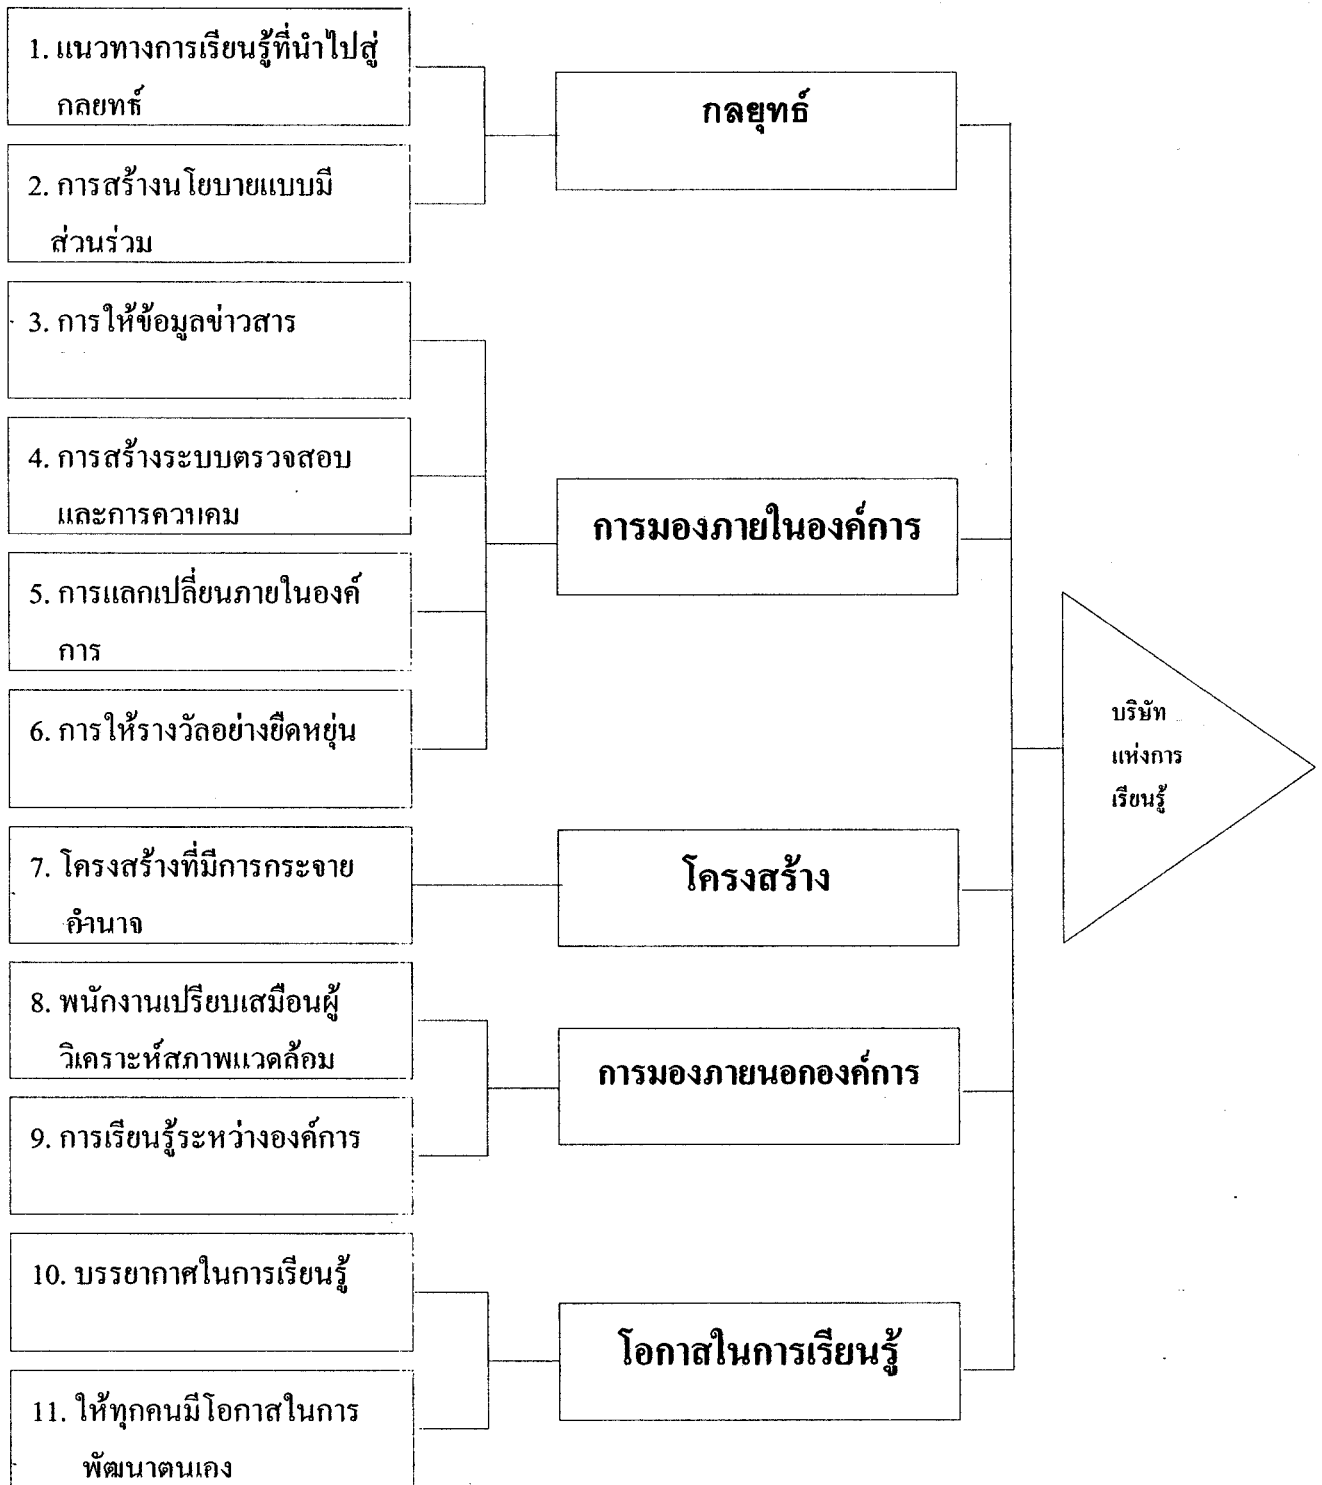 1. แนวทางการเรียนรู้ที่นำไปสู่
กลยุทธ์
2. การสร้างนโยบายแบบมี
ส่วนร่วม
กลยุทธ์
3. การให้ข้อมูลข่าวสาร
4. การสร้างระบบตรวจสอบ
และการควบคุม
5. การแลกเปลี่ยนภายในองค์
การ
6. การให้รางวัลอย่างยืดหยุ่น
การมองภายในองค์การ
7. โครงสร้างที่มีการกระจาย
อำนาจ
โครงสร้าง
8. พนักงานเปรียบเสมือนผู้
วิเคราะห์สภาพแวดล้อม
9. การเรียนรู้ระหว่างองค์การ
การมองภายนอกองค์การ
10. บรรยากาศในการเรียนรู้
11. ให้ทุกคนมีโอกาสในการ
พัฒนาตนเอง
โอกาสในการเรียนรู้
บริษัท
แห่งการ
เรียนรู้